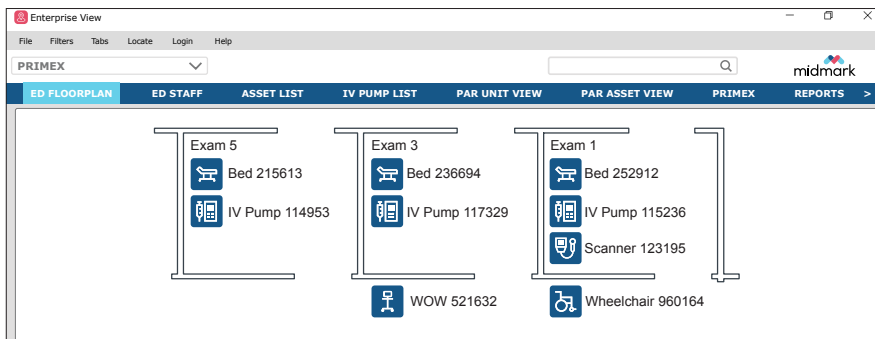 Enterprise View
File Filters Tabs Locate Login Help
PRIMEX
midmark
ED FLOORPLAN ED STAFF ASSET LIST IV PUMP LIST PAR UNIT VIEW PAR ASSET VIEW PRIMEX REPORTS >
Exam 5 Exam 3 Exam 1
Bed 215613 Bed 236694 Bed 252912
IV Pump 114953 IV Pump 117329 IV Pump 115236
Scanner 123195
WOW 521632 Wheelchair 960164